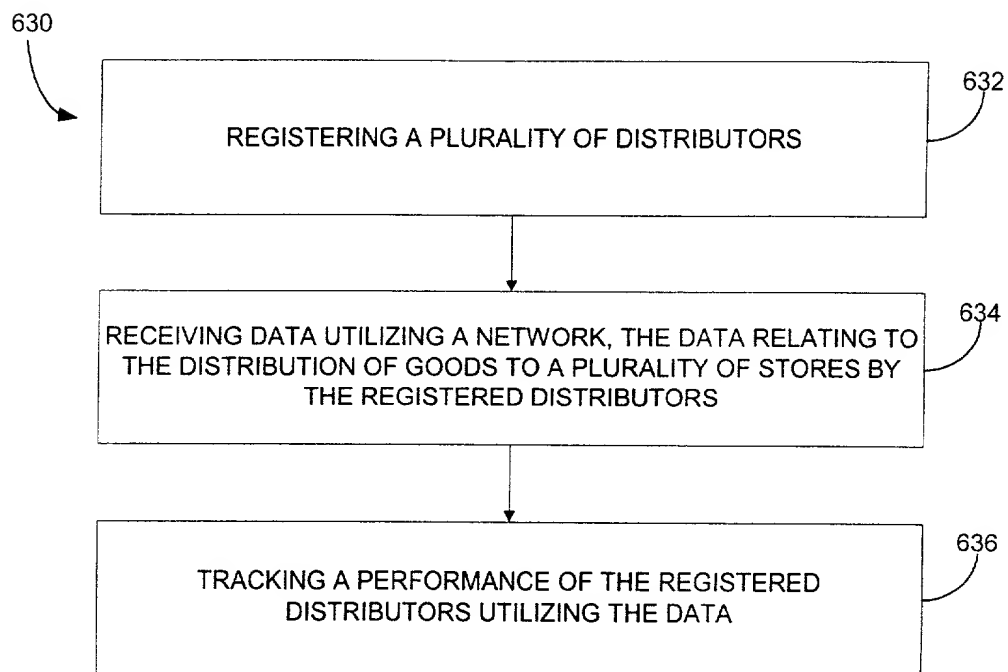 630
632
REGISTERING A PLURALITY OF DISTRIBUTORS
634
RECEIVING DATA UTILIZING A NETWORK, THE DATA RELATING TO
THE DISTRIBUTION OF GOODS TO A PLURALITY OF STORES BY
THE REGISTERED DISTRIBUTORS
636
TRACKING A PERFORMANCE OF THE REGISTERED
DISTRIBUTORS UTILIZING THE DATA